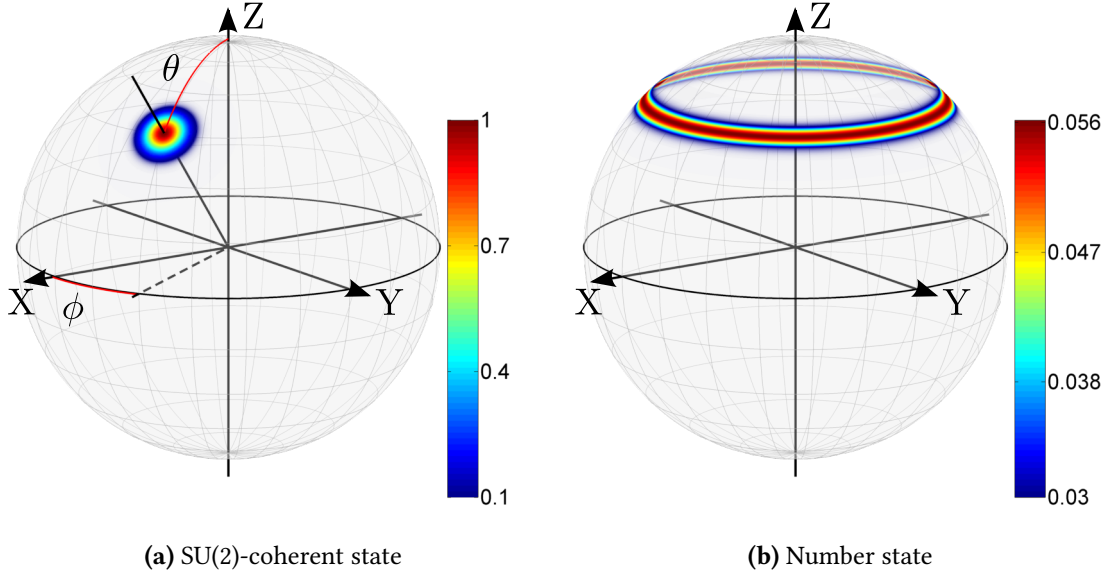 Z
θ
X
ϕ
Y
1
0.7
0.4
0.1
Z
X
Y
0.056
0.047
0.038
0.03
(a) SU(2)-coherent state
(b) Number state